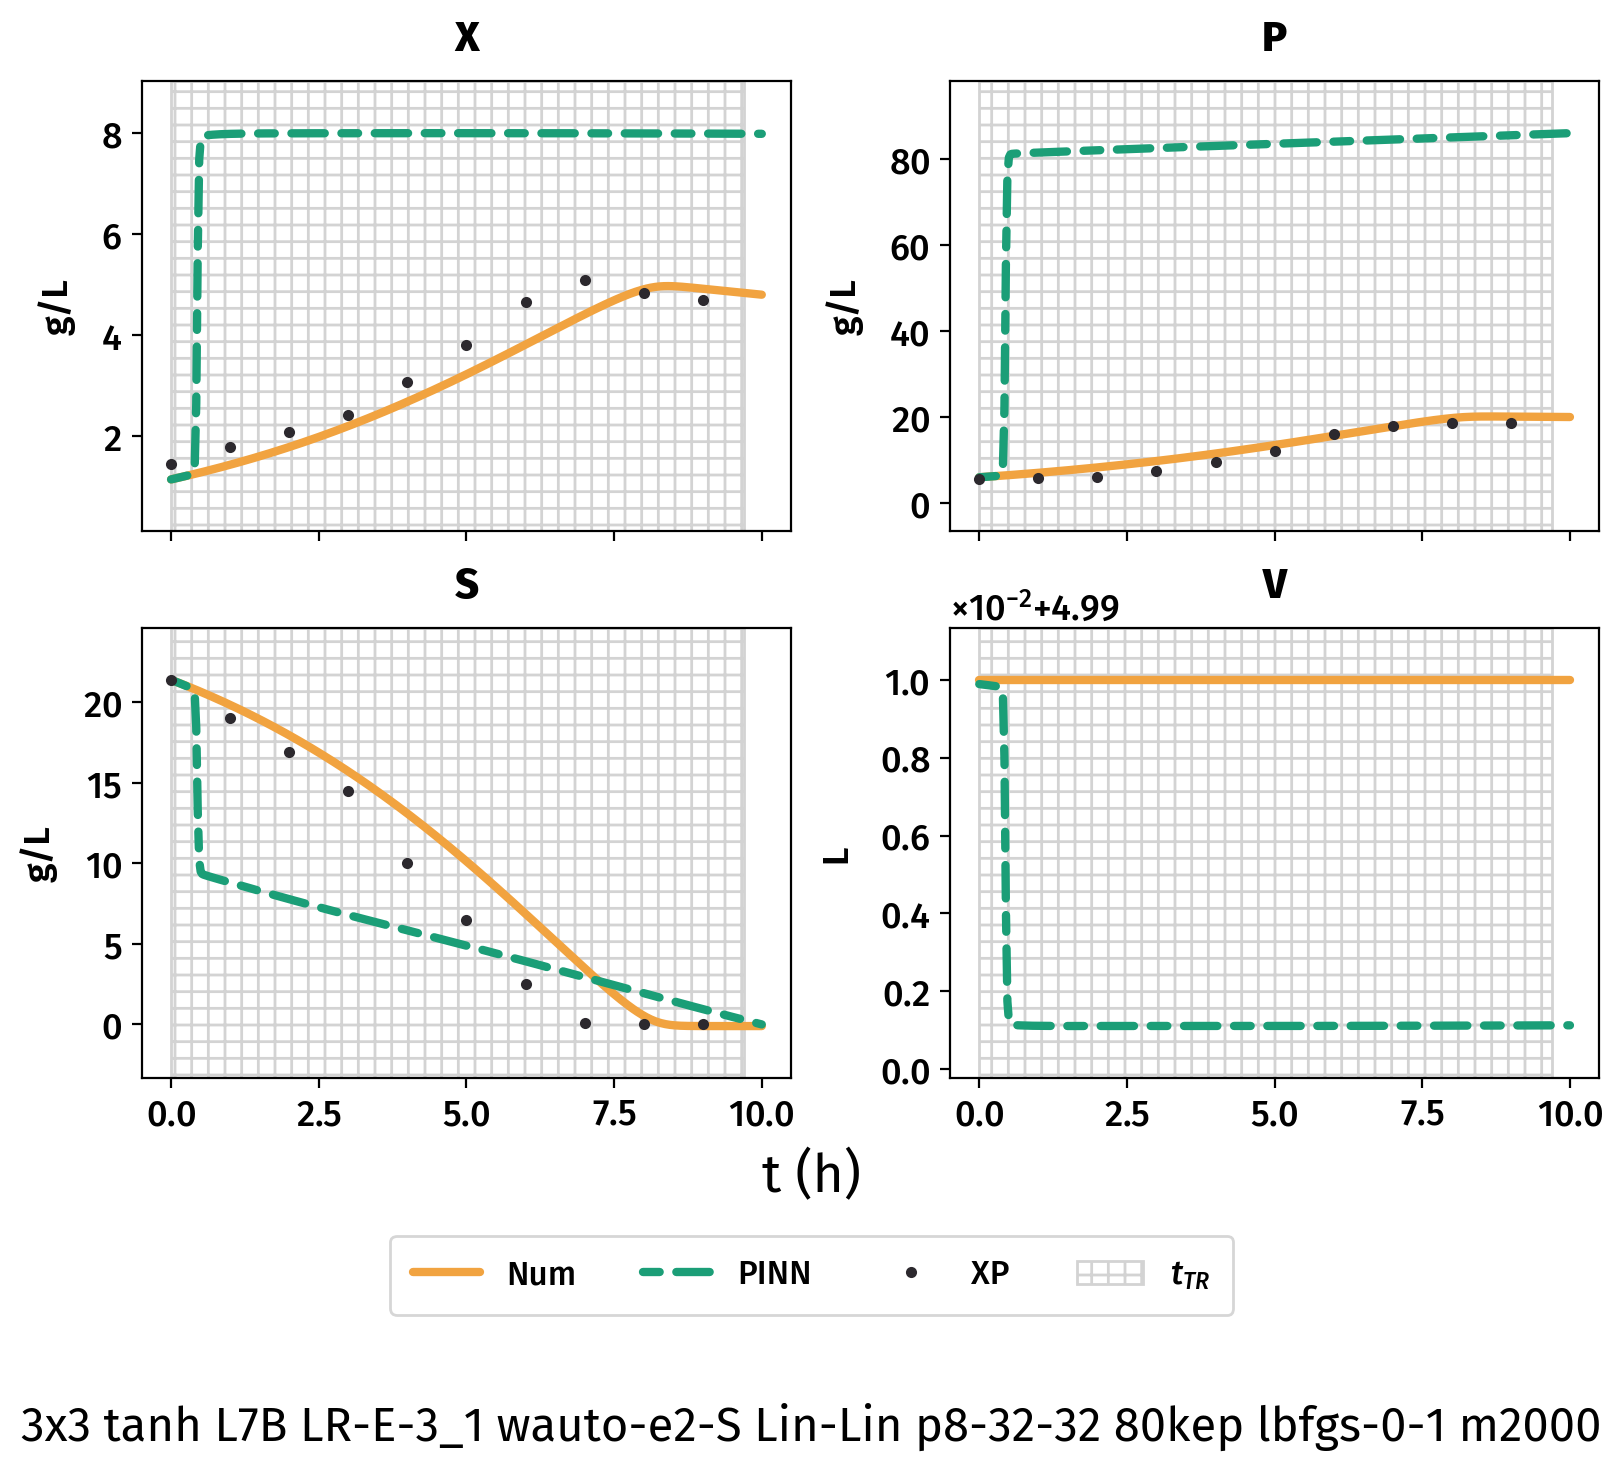 X
P
8
6
4
2
g/L
80
60
40
20
0
g/L
S
V
×10⁻²+4.99
20
15
10
5
0
g/L
1.0
0.8
0.6
0.4
0.2
0.0
L
0.0 2.5 5.0 7.5 10.0
0.0 2.5 5.0 7.5 10.0
t (h)
Num PINN XP t_TR
3x3 tanh L7B LR-E-3_1 wauto-e2-S Lin-Lin p8-32-32 80kep lbfgs-0-1 m2000